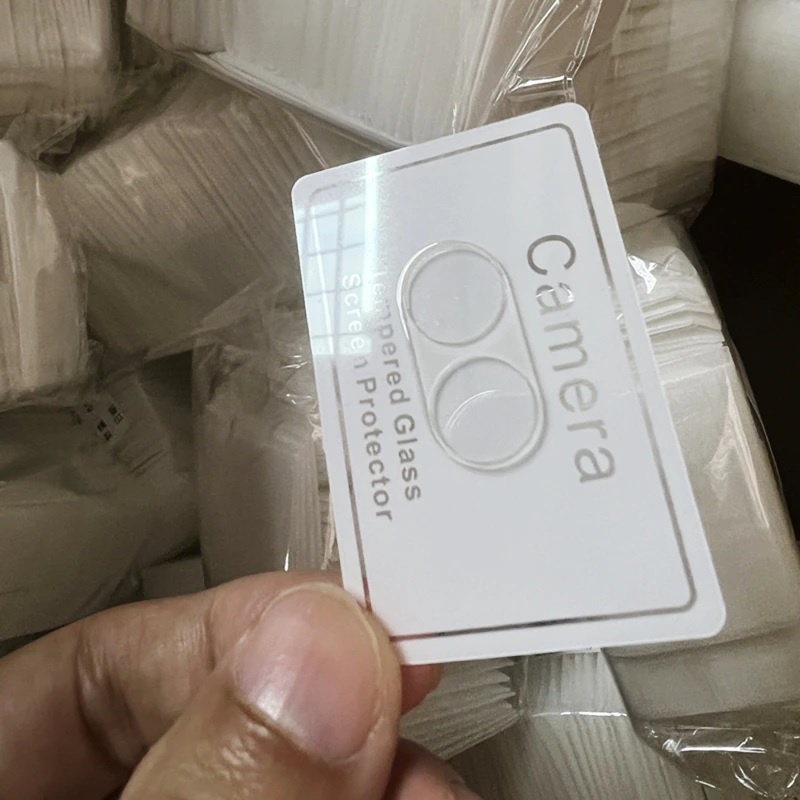 Camera
Tempered Glass
Screen Protector